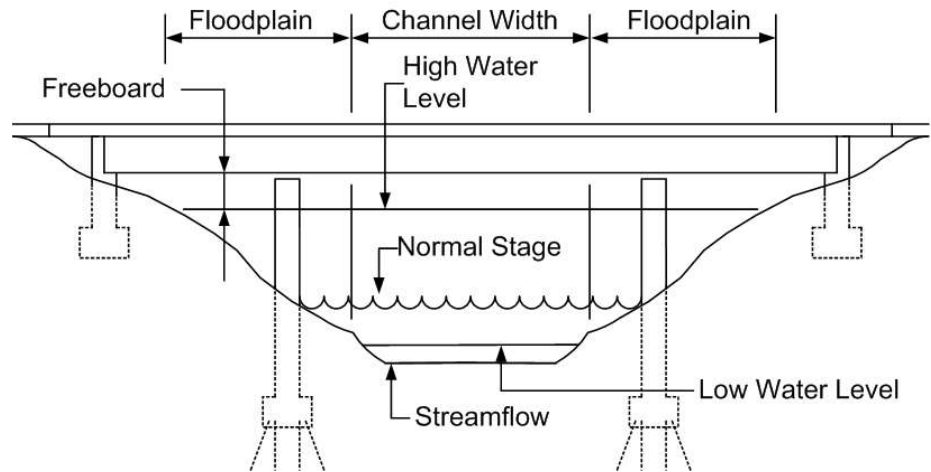 Floodplain
Channel Width
Floodplain
High Water
Level
Freeboard
Normal Stage
Low Water Level
Streamflow